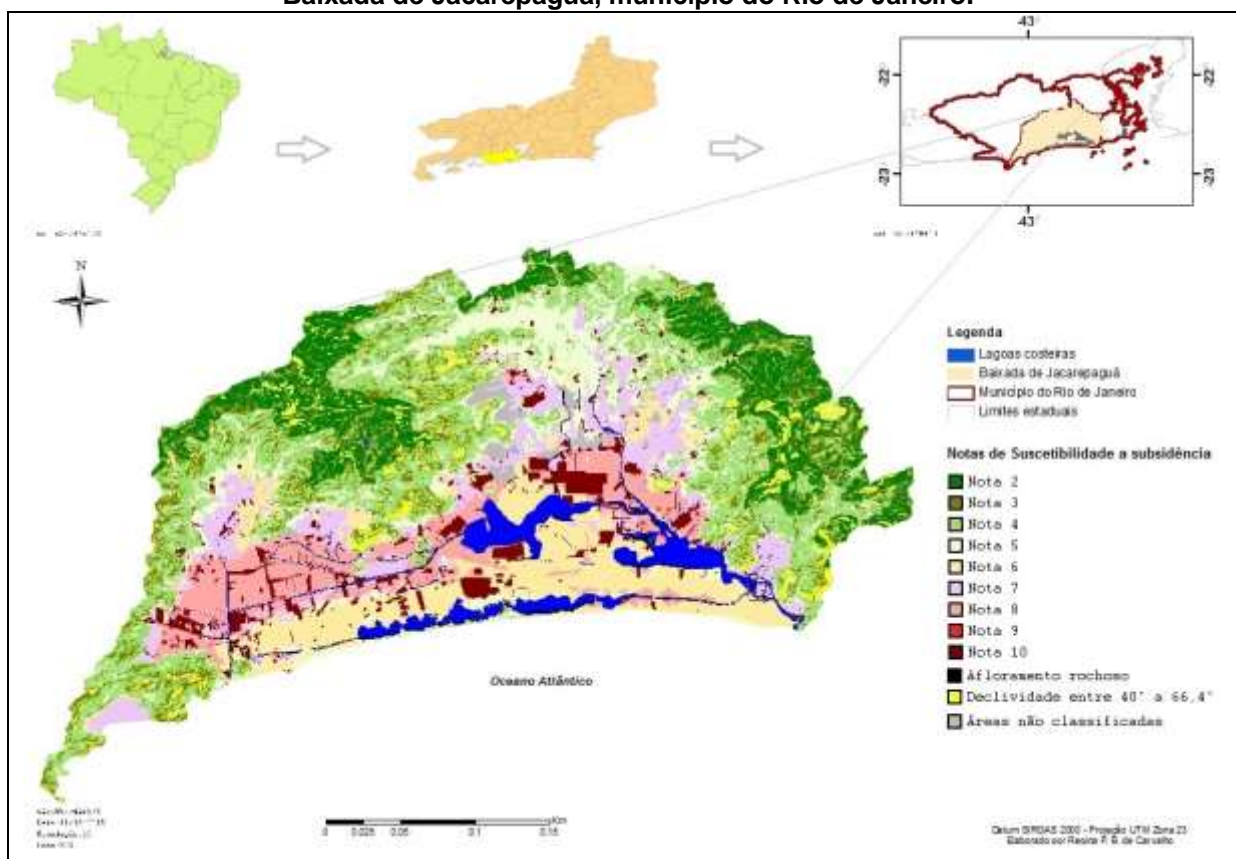 Baixada de Jacarepaguá, município do Rio de Janeiro.
-43°
-22°
-22°
-23°
-23°
-43°
N
Legenda
Lagoas costeiras
Baixada de Jacarepaguá
Município do Rio de Janeiro
Limites estaduais
Notas de Suscetibilidade a subsidência
Nota 2
Nota 3
Nota 4
Nota 5
Nota 6
Nota 7
Nota 8
Nota 9
Nota 10
Afloramento rochoso
Declividade entre 40° a 66,4°
Áreas não classificadas
Oceano Atlântico
0 0.025 0.05 0.1 0.15
Km
Datum SIRGAS 2000 - Projeção UTM Zona 23
Elaborado por Regina P. G. de Carvalho